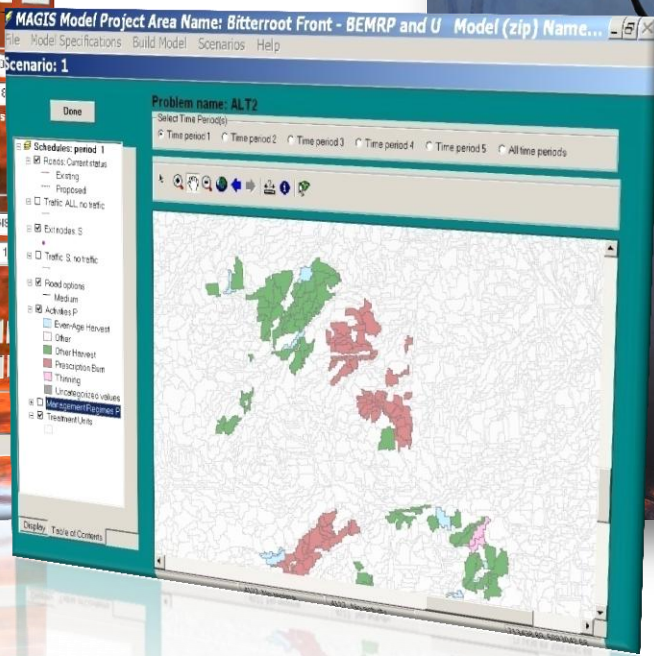 MAGIS Model Project Area Name: Bitterroot Front - BEMRP and U Model (zip) Name...
File Model Specifications Build Model Scenarios Help
Scenario: 1
Done
Problem name: ALT2
Select Time Period(s)
Time period 1 Time period 2 Time period 3 Time period 4 Time period 5 All time periods
Schedules: period 1
Roads: Current status
Existing
Proposed
Traffic ALL, no traffic
Exit nodes: S
Traffic S, no traffic
Road options
Medium
Activities P
Even-Age Harvest
Other
Other Harvest
Prescription Burn
Thinning
Uncategorized values
Management Regimes P
Treatment Units
Display Table of Contents